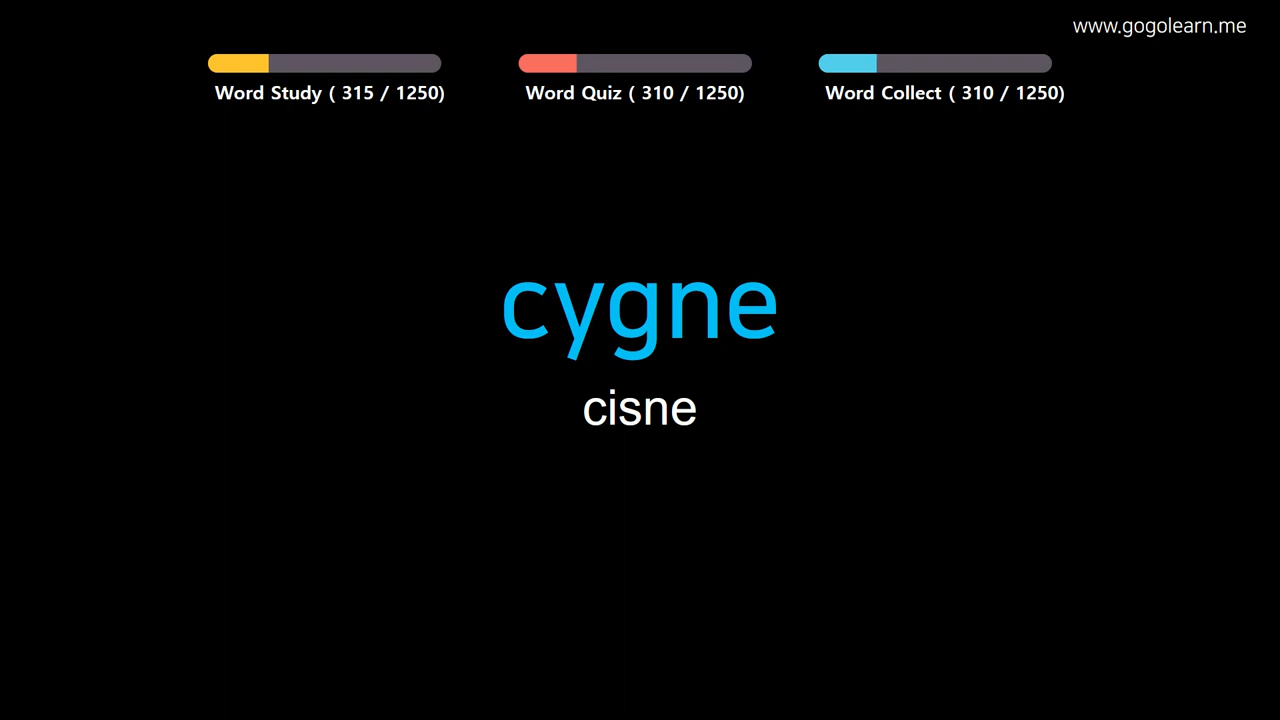 www.gogolearn.me
Word Study ( 315 / 1250)
Word Quiz ( 310 / 1250)
Word Collect ( 310 / 1250)
cygne
cisne